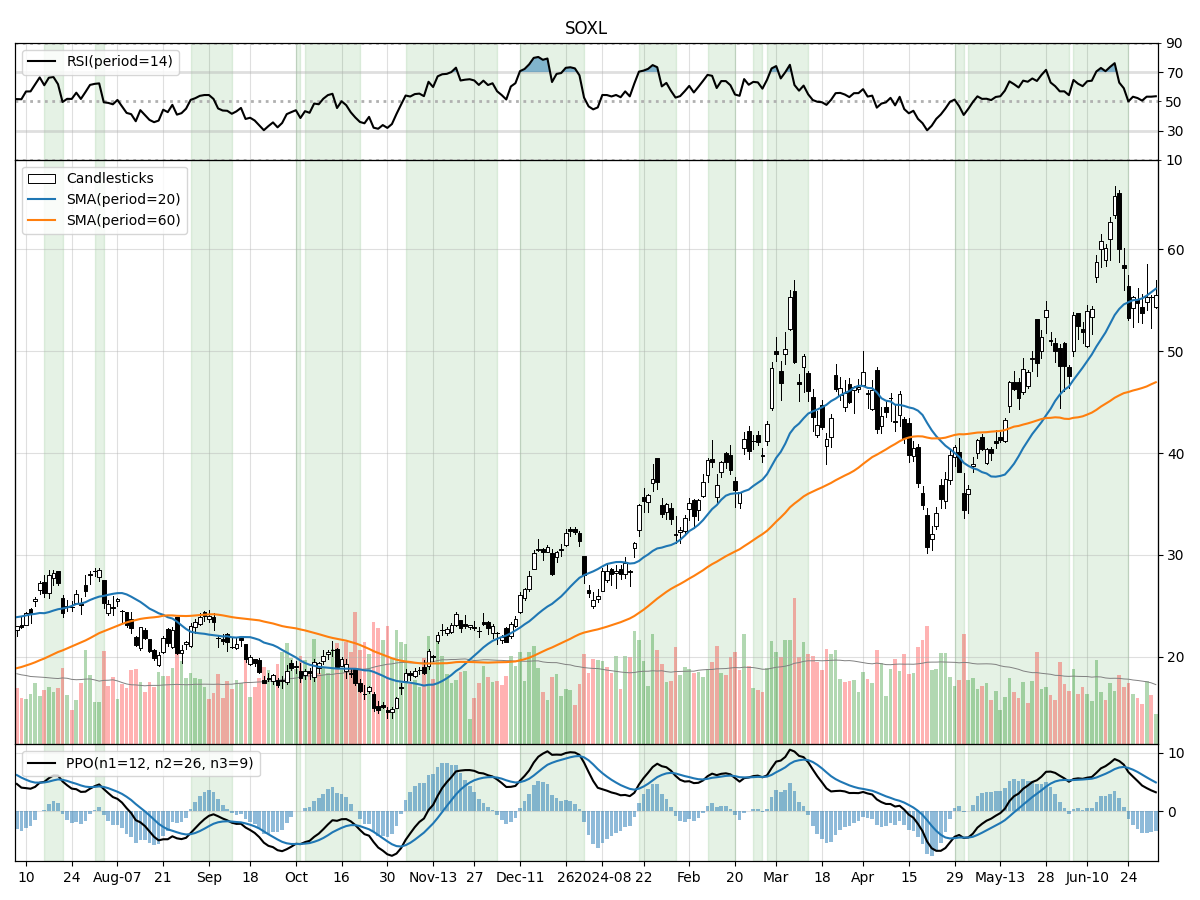 SOXL
RSI(period=14)
90
70
50
30
10
Candlesticks
SMA(period=20)
SMA(period=60)
60
50
40
30
20
PPO(n1=12, n2=26, n3=9)
10
0
10 24 Aug-07 21 Sep 18 Oct 16 30 Nov-13 27 Dec-11 26 2024-08 22 Feb 20 Mar 18 Apr 15 29 May-13 28 Jun-10 24